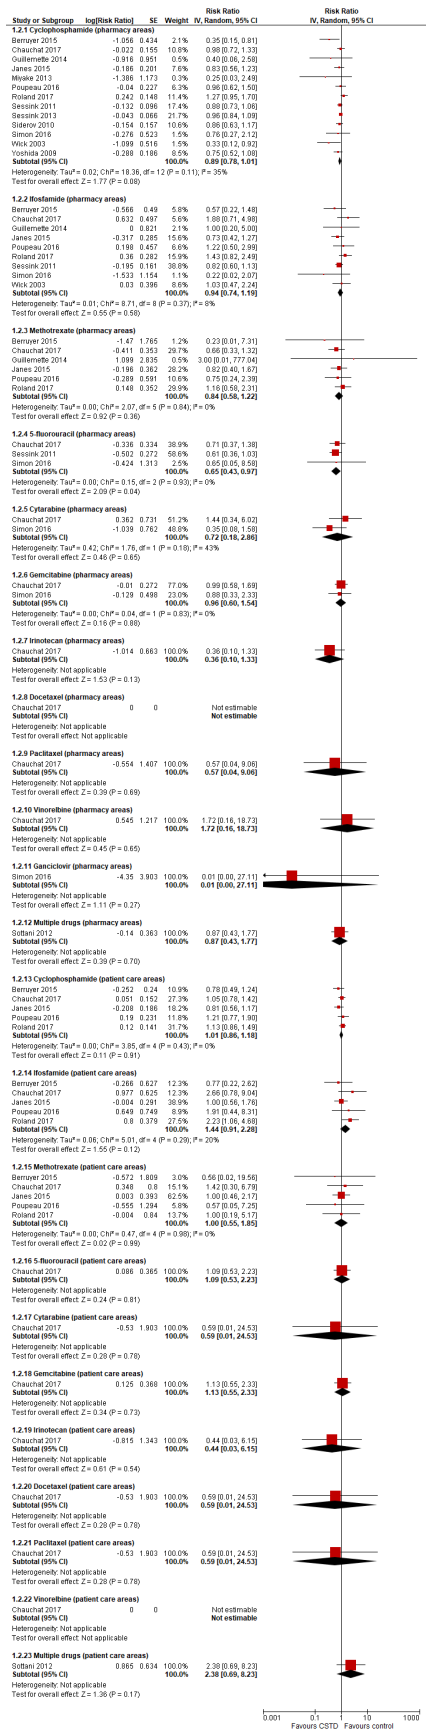 Risk Ratio Risk Ratio
Study or Subgroup log[Risk Ratio] SE Weight IV, Random, 95% CI IV, Random, 95% CI
1.2.1 Cyclophosphamide (pharmacy areas)
Berruyer 2015 -1.056 0.434 2.2% 0.35 [0.15, 0.81]
Chauchat 2017 -0.022 0.155 10.8% 0.98 [0.72, 1.33]
Guillemette 2014 -0.916 0.951 0.5% 0.40 [0.06, 2.58]
Janes 2015 -0.186 0.201 7.8% 0.83 [0.56, 1.23]
Miyake 2013 -1.386 1.173 0.3% 0.25 [0.03, 2.49]
Poupeau 2016 -0.04 0.227 6.5% 0.96 [0.62, 1.50]
Roland 2017 0.242 0.148 11.4% 1.27 [0.95, 1.70]
Sessink 2011 -0.132 0.096 17.4% 0.88 [0.73, 1.06]
Sessink 2013 -0.043 0.066 21.5% 0.96 [0.84, 1.09]
Siderov 2010 -0.154 0.157 10.6% 0.86 [0.63, 1.17]
Simon 2016 -0.276 0.523 1.5% 0.76 [0.27, 2.12]
Wick 2003 -1.099 0.516 1.6% 0.33 [0.12, 0.92]
Yoshida 2009 -0.288 0.186 8.6% 0.75 [0.52, 1.08]
Subtotal (95% CI) 100.0% 0.89 [0.78, 1.01]
Heterogeneity: Tau² = 0.02; Chi² = 18.36, df = 12 (P = 0.11); I² = 35%
Test for overall effect: Z = 1.77 (P = 0.08)
1.2.2 Ifosfamide (pharmacy areas)
Berruyer 2015 -0.566 0.49 5.8% 0.57 [0.22, 1.48]
Chauchat 2017 0.632 0.497 5.6% 1.88 [0.71, 4.98]
Guillemette 2014 0 0.821 2.1% 1.00 [0.20, 5.00]
Janes 2015 -0.317 0.285 15.6% 0.73 [0.42, 1.27]
Poupeau 2016 0.198 0.457 6.6% 1.22 [0.50, 2.99]
Roland 2017 0.36 0.282 15.9% 1.43 [0.82, 2.49]
Sessink 2011 -0.195 0.161 38.6% 0.82 [0.60, 1.13]
Simon 2016 -1.533 1.154 1.1% 0.22 [0.02, 2.07]
Wick 2003 0.03 0.396 8.6% 1.03 [0.47, 2.24]
Subtotal (95% CI) 100.0% 0.94 [0.74, 1.19]
Heterogeneity: Tau² = 0.01; Chi² = 8.71, df = 8 (P = 0.37); I² = 8%
Test for overall effect: Z = 0.55 (P = 0.58)
1.2.3 Methotrexate (pharmacy areas)
Berruyer 2015 -1.47 1.765 1.2% 0.23 [0.01, 7.31]
Chauchat 2017 -0.411 0.353 29.7% 0.66 [0.33, 1.32]
Guillemette 2014 1.099 2.835 0.5% 3.00 [0.01, 777.04]
Janes 2015 -0.196 0.362 28.2% 0.82 [0.40, 1.67]
Poupeau 2016 -0.289 0.591 10.6% 0.75 [0.24, 2.39]
Roland 2017 0.148 0.352 29.9% 1.16 [0.58, 2.31]
Subtotal (95% CI) 100.0% 0.84 [0.58, 1.22]
Heterogeneity: Tau² = 0.00; Chi² = 2.07, df = 5 (P = 0.84); I² = 0%
Test for overall effect: Z = 0.92 (P = 0.36)
1.2.4 5-fluorouracil (pharmacy areas)
Chauchat 2017 -0.336 0.334 38.9% 0.71 [0.37, 1.38]
Sessink 2011 -0.502 0.272 58.6% 0.61 [0.36, 1.03]
Simon 2016 -0.424 1.313 2.5% 0.65 [0.05, 8.58]
Subtotal (95% CI) 100.0% 0.65 [0.43, 0.97]
Heterogeneity: Tau² = 0.00; Chi² = 0.15, df = 2 (P = 0.93); I² = 0%
Test for overall effect: Z = 2.09 (P = 0.04)
1.2.5 Cytarabine (pharmacy areas)
Chauchat 2017 0.362 0.731 51.2% 1.44 [0.34, 6.02]
Simon 2016 -1.039 0.762 48.8% 0.35 [0.08, 1.58]
Subtotal (95% CI) 100.0% 0.72 [0.18, 2.86]
Heterogeneity: Tau² = 0.42; Chi² = 1.76, df = 1 (P = 0.18); I² = 43%
Test for overall effect: Z = 0.46 (P = 0.65)
1.2.6 Gemcitabine (pharmacy areas)
Chauchat 2017 -0.01 0.272 77.0% 0.99 [0.58, 1.69]
Simon 2016 -0.129 0.498 23.0% 0.88 [0.33, 2.33]
Subtotal (95% CI) 100.0% 0.96 [0.60, 1.54]
Heterogeneity: Tau² = 0.00; Chi² = 0.04, df = 1 (P = 0.83); I² = 0%
Test for overall effect: Z = 0.16 (P = 0.88)
1.2.7 Irinotecan (pharmacy areas)
Chauchat 2017 -1.014 0.663 100.0% 0.36 [0.10, 1.33]
Subtotal (95% CI) 100.0% 0.36 [0.10, 1.33]
Heterogeneity: Not applicable
Test for overall effect: Z = 1.53 (P = 0.13)
1.2.8 Docetaxel (pharmacy areas)
Chauchat 2017 0 0 Not estimable
Subtotal (95% CI) Not estimable
Heterogeneity: Not applicable
Test for overall effect: Not applicable
1.2.9 Paclitaxel (pharmacy areas)
Chauchat 2017 -0.554 1.407 100.0% 0.57 [0.04, 9.06]
Subtotal (95% CI) 100.0% 0.57 [0.04, 9.06]
Heterogeneity: Not applicable
Test for overall effect: Z = 0.39 (P = 0.69)
1.2.10 Vinorelbine (pharmacy areas)
Chauchat 2017 0.545 1.217 100.0% 1.72 [0.16, 18.73]
Subtotal (95% CI) 100.0% 1.72 [0.16, 18.73]
Heterogeneity: Not applicable
Test for overall effect: Z = 0.45 (P = 0.65)
1.2.11 Ganciclovir (pharmacy areas)
Simon 2016 -4.35 3.903 100.0% 0.01 [0.00, 27.11]
Subtotal (95% CI) 100.0% 0.01 [0.00, 27.11]
Heterogeneity: Not applicable
Test for overall effect: Z = 1.11 (P = 0.27)
1.2.12 Multiple drugs (pharmacy areas)
Sottani 2012 -0.14 0.363 100.0% 0.87 [0.43, 1.77]
Subtotal (95% CI) 100.0% 0.87 [0.43, 1.77]
Heterogeneity: Not applicable
Test for overall effect: Z = 0.39 (P = 0.70)
1.2.13 Cyclophosphamide (patient care areas)
Berruyer 2015 -0.252 0.24 10.9% 0.78 [0.49, 1.24]
Chauchat 2017 0.051 0.152 27.2% 1.05 [0.78, 1.42]
Janes 2015 -0.208 0.186 18.2% 0.81 [0.56, 1.17]
Poupeau 2016 0.19 0.231 11.8% 1.21 [0.77, 1.90]
Roland 2017 0.12 0.141 31.7% 1.13 [0.86, 1.49]
Subtotal (95% CI) 100.0% 1.01 [0.86, 1.18]
Heterogeneity: Tau² = 0.00; Chi² = 3.85, df = 4 (P = 0.43); I² = 0%
Test for overall effect: Z = 0.11 (P = 0.91)
1.2.14 Ifosfamide (patient care areas)
Berruyer 2015 -0.266 0.627 12.3% 0.77 [0.22, 2.62]
Chauchat 2017 0.977 0.625 12.3% 2.66 [0.78, 9.04]
Janes 2015 -0.004 0.291 38.9% 1.00 [0.56, 1.76]
Poupeau 2016 0.649 0.749 8.9% 1.91 [0.44, 8.31]
Roland 2017 0.8 0.379 27.5% 2.23 [1.06, 4.68]
Subtotal (95% CI) 100.0% 1.44 [0.91, 2.28]
Heterogeneity: Tau² = 0.06; Chi² = 5.01, df = 4 (P = 0.29); I² = 20%
Test for overall effect: Z = 1.55 (P = 0.12)
1.2.15 Methotrexate (patient care areas)
Berruyer 2015 -0.572 1.809 3.0% 0.56 [0.02, 19.56]
Chauchat 2017 0.348 0.8 15.1% 1.42 [0.30, 6.79]
Janes 2015 0.003 0.393 62.5% 1.00 [0.46, 2.17]
Poupeau 2016 -0.555 1.294 5.8% 0.57 [0.05, 7.25]
Roland 2017 -0.004 0.84 13.7% 1.00 [0.19, 5.17]
Subtotal (95% CI) 100.0% 1.00 [0.55, 1.85]
Heterogeneity: Tau² = 0.00; Chi² = 0.47, df = 4 (P = 0.98); I² = 0%
Test for overall effect: Z = 0.02 (P = 0.99)
1.2.16 5-fluorouracil (patient care areas)
Chauchat 2017 0.086 0.365 100.0% 1.09 [0.53, 2.23]
Subtotal (95% CI) 100.0% 1.09 [0.53, 2.23]
Heterogeneity: Not applicable
Test for overall effect: Z = 0.24 (P = 0.81)
1.2.17 Cytarabine (patient care areas)
Chauchat 2017 -0.53 1.903 100.0% 0.59 [0.01, 24.53]
Subtotal (95% CI) 100.0% 0.59 [0.01, 24.53]
Heterogeneity: Not applicable
Test for overall effect: Z = 0.28 (P = 0.78)
1.2.18 Gemcitabine (patient care areas)
Chauchat 2017 0.125 0.368 100.0% 1.13 [0.55, 2.33]
Subtotal (95% CI) 100.0% 1.13 [0.55, 2.33]
Heterogeneity: Not applicable
Test for overall effect: Z = 0.34 (P = 0.73)
1.2.19 Irinotecan (patient care areas)
Chauchat 2017 -0.815 1.343 100.0% 0.44 [0.03, 6.15]
Subtotal (95% CI) 100.0% 0.44 [0.03, 6.15]
Heterogeneity: Not applicable
Test for overall effect: Z = 0.61 (P = 0.54)
1.2.20 Docetaxel (patient care areas)
Chauchat 2017 -0.53 1.903 100.0% 0.59 [0.01, 24.53]
Subtotal (95% CI) 100.0% 0.59 [0.01, 24.53]
Heterogeneity: Not applicable
Test for overall effect: Z = 0.28 (P = 0.78)
1.2.21 Paclitaxel (patient care areas)
Chauchat 2017 -0.53 1.903 100.0% 0.59 [0.01, 24.53]
Subtotal (95% CI) 100.0% 0.59 [0.01, 24.53]
Heterogeneity: Not applicable
Test for overall effect: Z = 0.28 (P = 0.78)
1.2.22 Vinorelbine (patient care areas)
Chauchat 2017 0 0 Not estimable
Subtotal (95% CI) Not estimable
Heterogeneity: Not applicable
Test for overall effect: Not applicable
1.2.23 Multiple drugs (patient care areas)
Sottani 2012 0.865 0.634 100.0% 2.38 [0.69, 8.23]
Subtotal (95% CI) 100.0% 2.38 [0.69, 8.23]
Heterogeneity: Not applicable
Test for overall effect: Z = 1.36 (P = 0.17)
0.001 0.1 1 10 1000
Favours CSTD Favours control